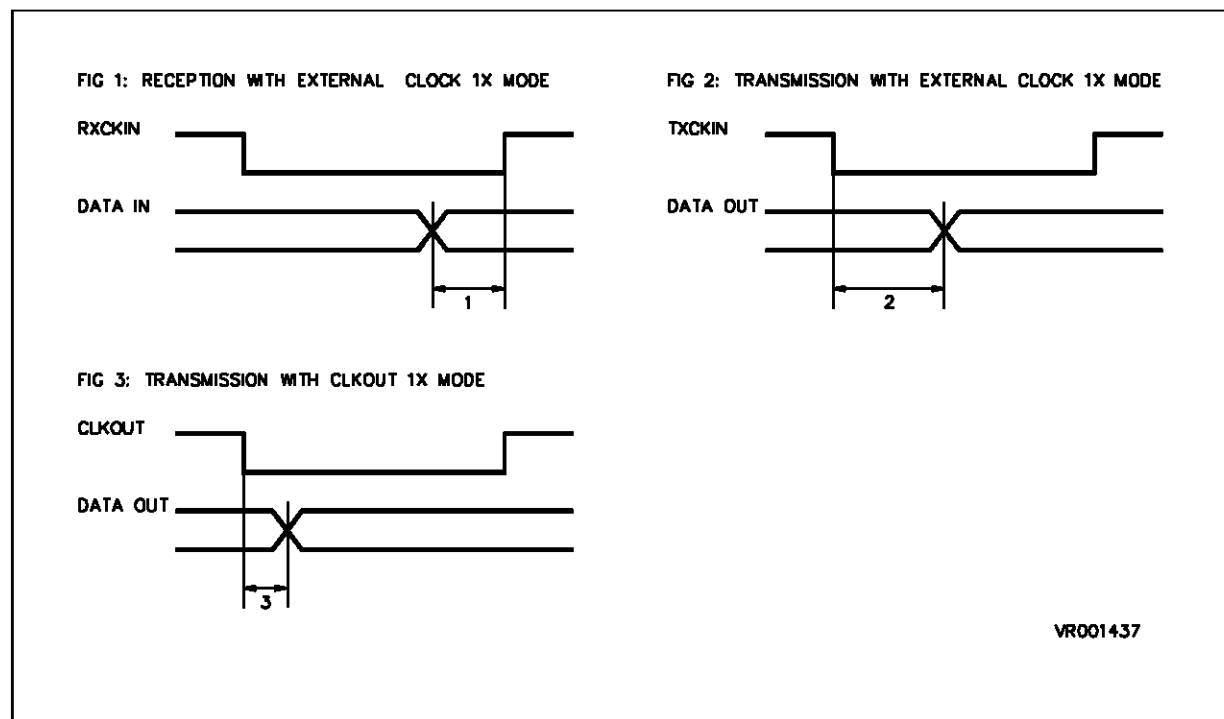 FIG 1: RECEPTION WITH EXTERNAL CLOCK 1X MODE
RXCKIN
DATA IN
1
FIG 2: TRANSMISSION WITH EXTERNAL CLOCK 1X MODE
TXCKIN
DATA OUT
2
FIG 3: TRANSMISSION WITH CLKOUT 1X MODE
CLKOUT
DATA OUT
3
VR001437